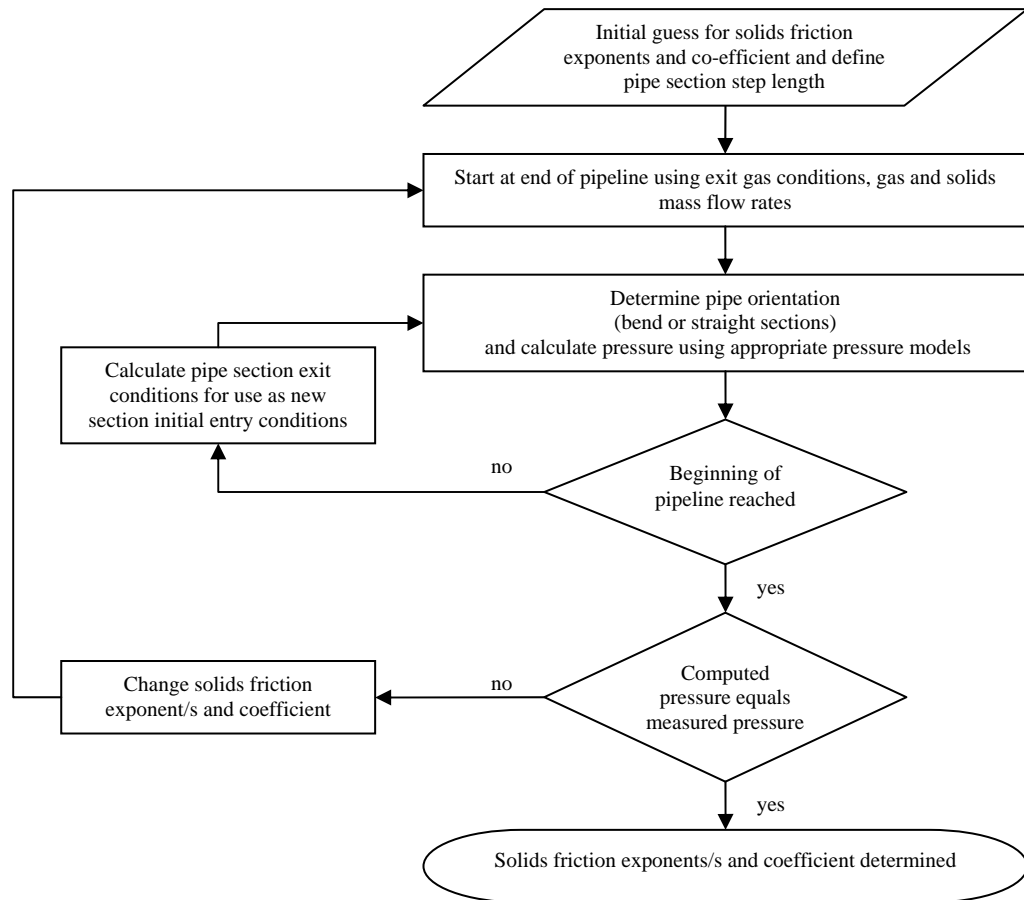 Initial guess for solids friction
exponents and co-efficient and define
pipe section step length
Start at end of pipeline using exit gas conditions, gas and solids
mass flow rates
Determine pipe orientation
(bend or straight sections)
and calculate pressure using appropriate pressure models
Calculate pipe section exit
conditions for use as new
section initial entry conditions
no
Beginning of
pipeline reached
yes
Change solids friction
exponent/s and coefficient
no
Computed
pressure equals
measured pressure
yes
Solids friction exponents/s and coefficient determined